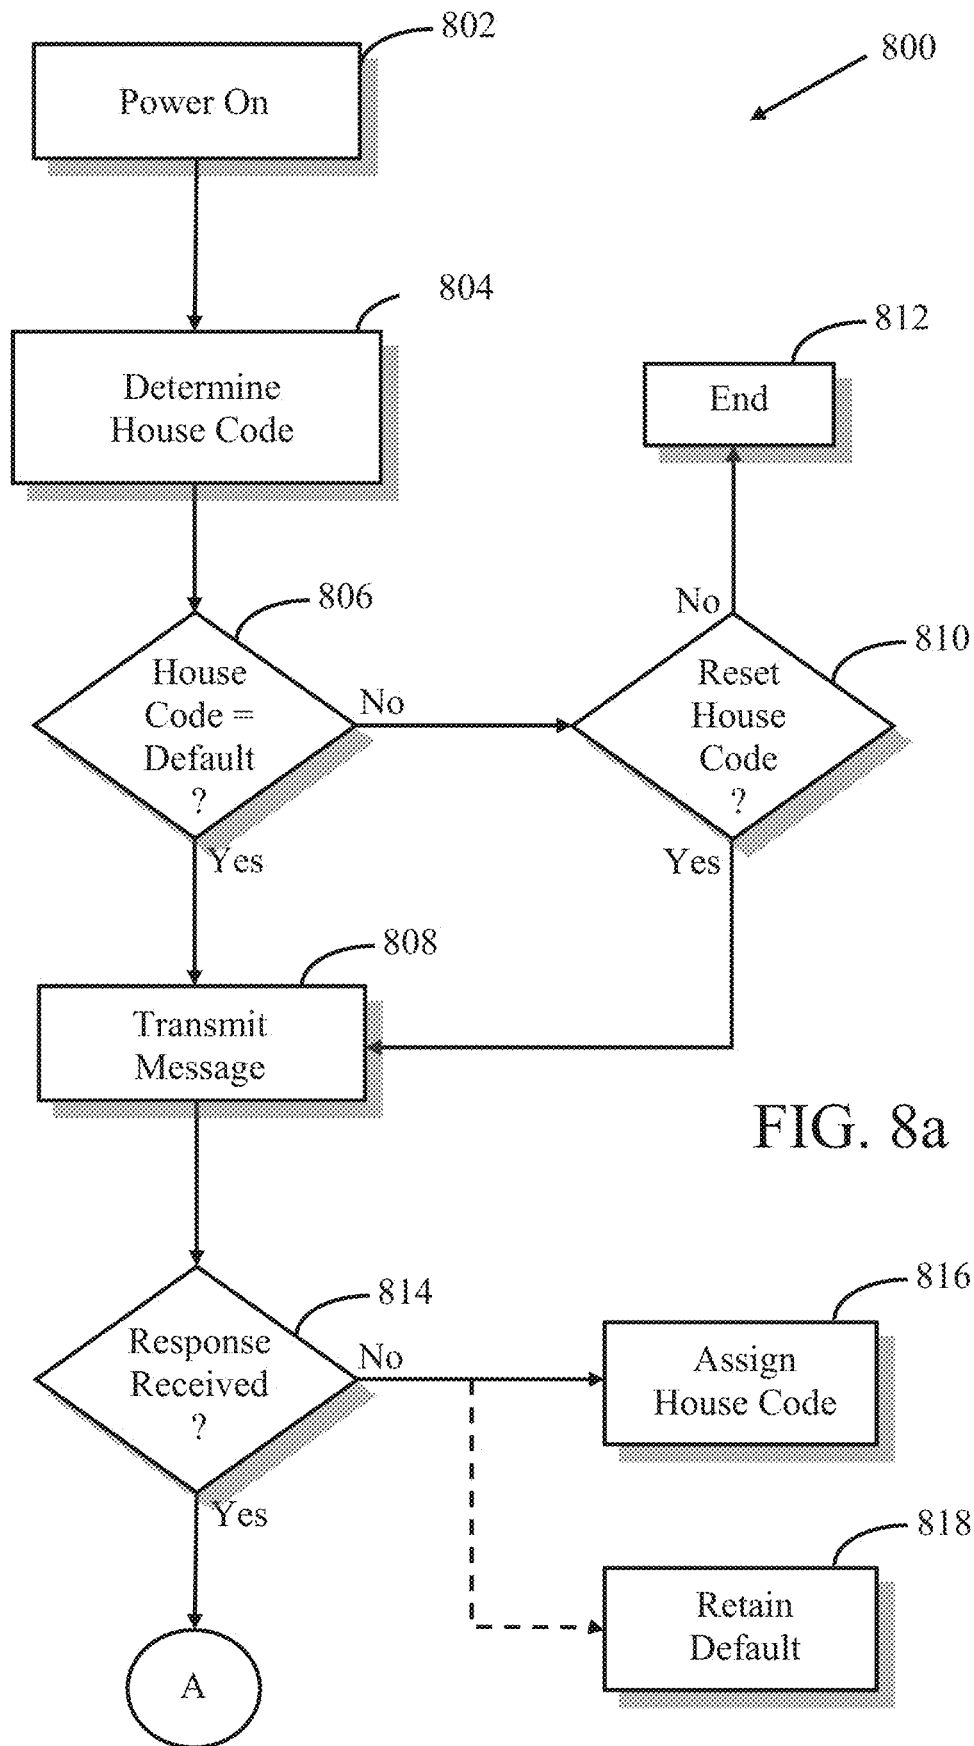 802
800
Power On
804
Determine
House Code
812
End
806
House
Code =
Default
?
No
Yes
No
810
Reset
House
Code
?
Yes
808
Transmit
Message
FIG. 8a
814
Response
Received
?
No
Yes
816
Assign
House Code
818
Retain
Default
A